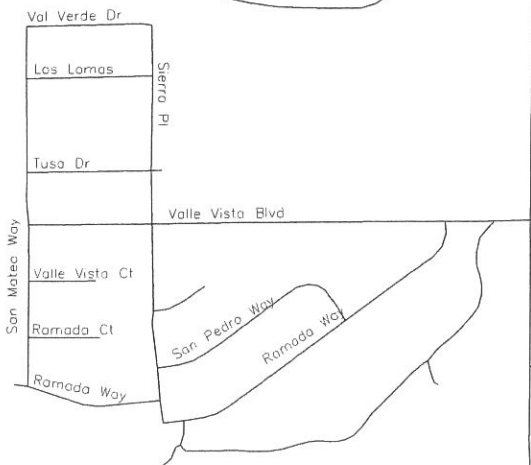 Val Verde Dr
Los Lomas
Sierra Pl
Tusa Dr
Valle Vista Blvd
San Mateo Way
Valle Vista Ct
Ramada Ct
San Pedro Way
Ramada Way
Ramada Way